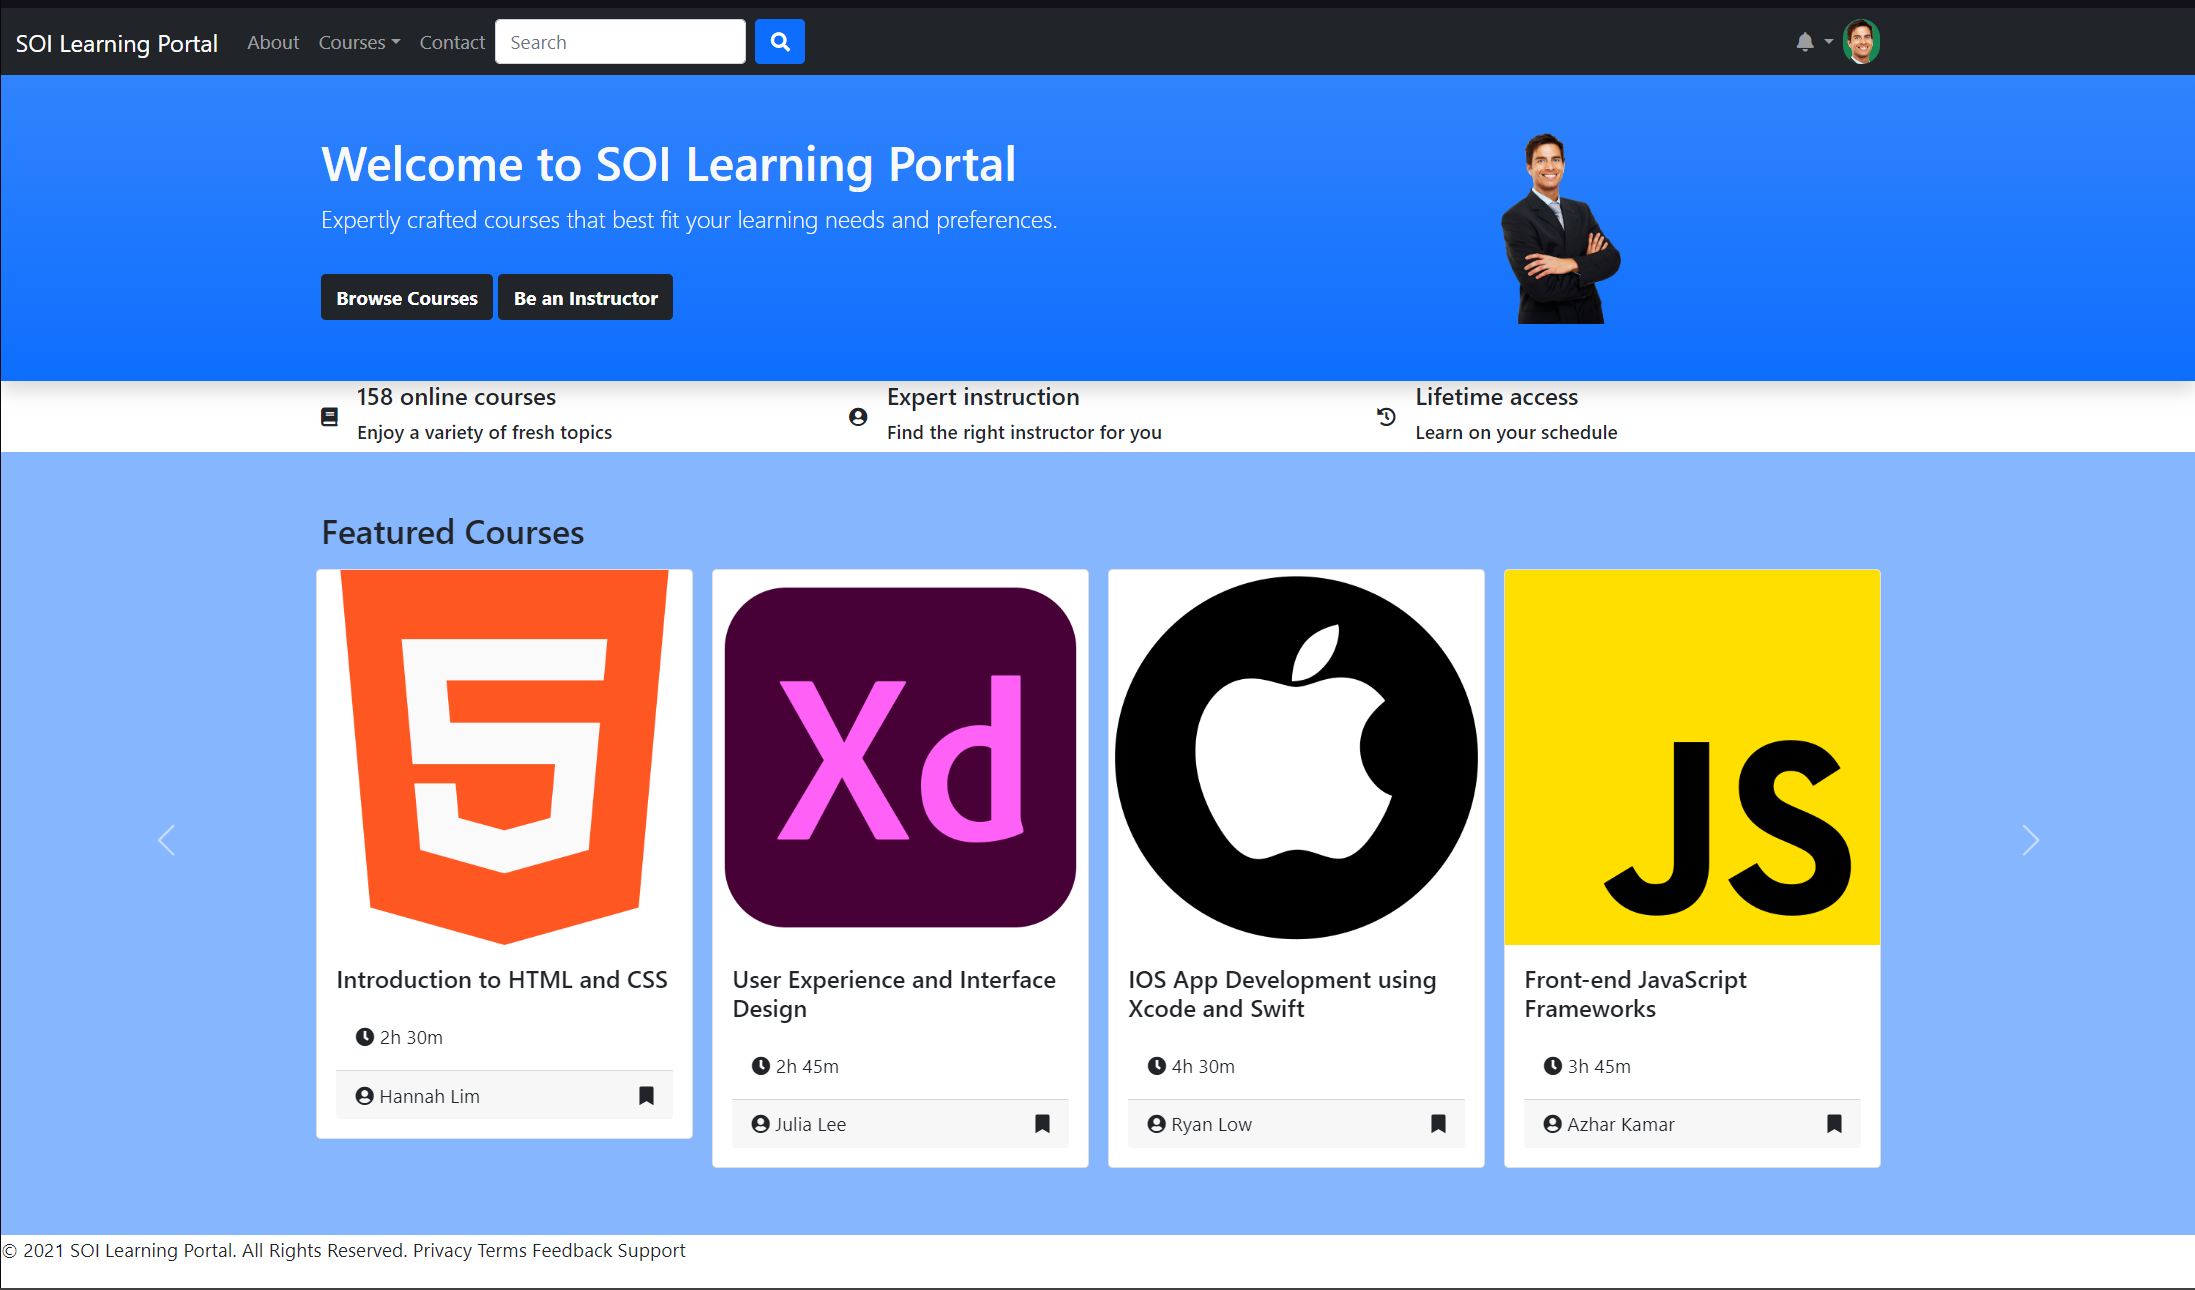 SOI Learning Portal About Courses Contact Search
Welcome to SOI Learning Portal
Expertly crafted courses that best fit your learning needs and preferences.
Browse Courses Be an Instructor
158 online courses
Enjoy a variety of fresh topics
Expert instruction
Find the right instructor for you
Lifetime access
Learn on your schedule
Featured Courses
5
Introduction to HTML and CSS
2h 30m
Hannah Lim
Xd
User Experience and Interface
Design
2h 45m
Julia Lee
IOS App Development using
Xcode and Swift
4h 30m
Ryan Low
JS
Front-end JavaScript
Frameworks
3h 45m
Azhar Kamar
© 2021 SOI Learning Portal. All Rights Reserved. Privacy Terms Feedback Support